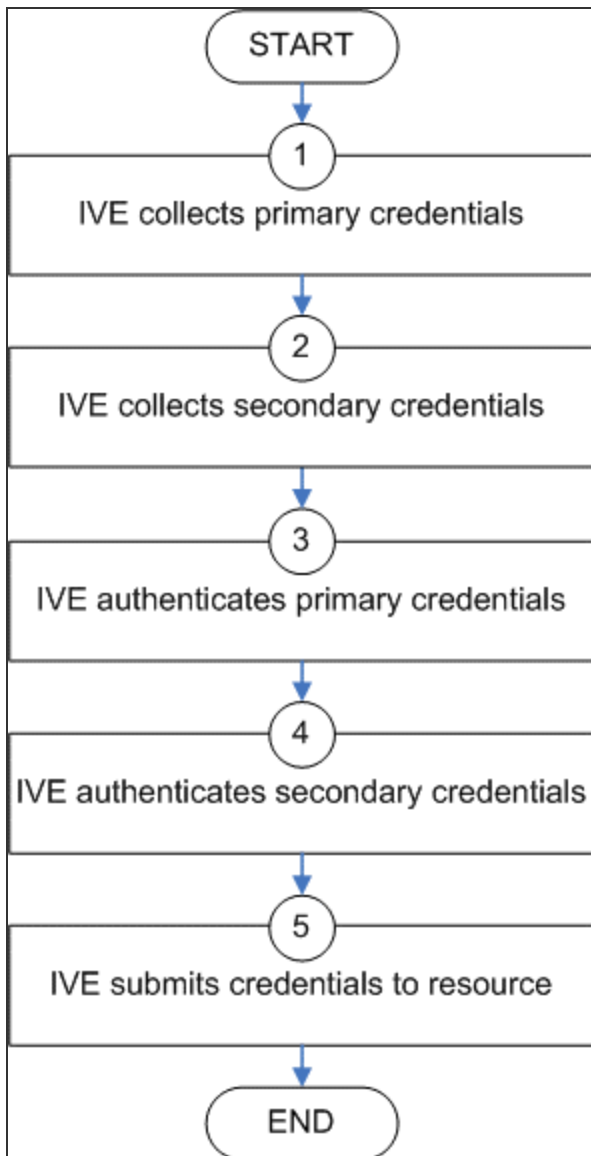 START
1
IVE collects primary credentials
2
IVE collects secondary credentials
3
IVE authenticates primary credentials
4
IVE authenticates secondary credentials
5
IVE submits credentials to resource
END